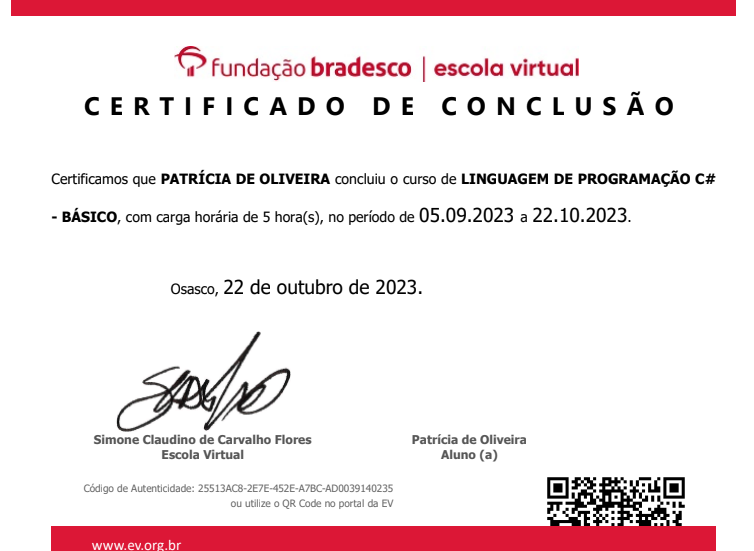 fundação bradesco | escola virtual
CERTIFICADO DE CONCLUSÃO
Certificamos que PATRÍCIA DE OLIVEIRA concluiu o curso de LINGUAGEM DE PROGRAMAÇÃO C#
- BÁSICO, com carga horária de 5 hora(s), no período de 05.09.2023 a 22.10.2023.
Osasco, 22 de outubro de 2023.
Simone Claudino de Carvalho Flores
Escola Virtual
Patrícia de Oliveira
Aluno (a)
Código de Autenticidade: 25513AC8-2E7E-452E-A7BC-AD0039140235
ou utilize o QR Code no portal da EV
www.ev.org.br